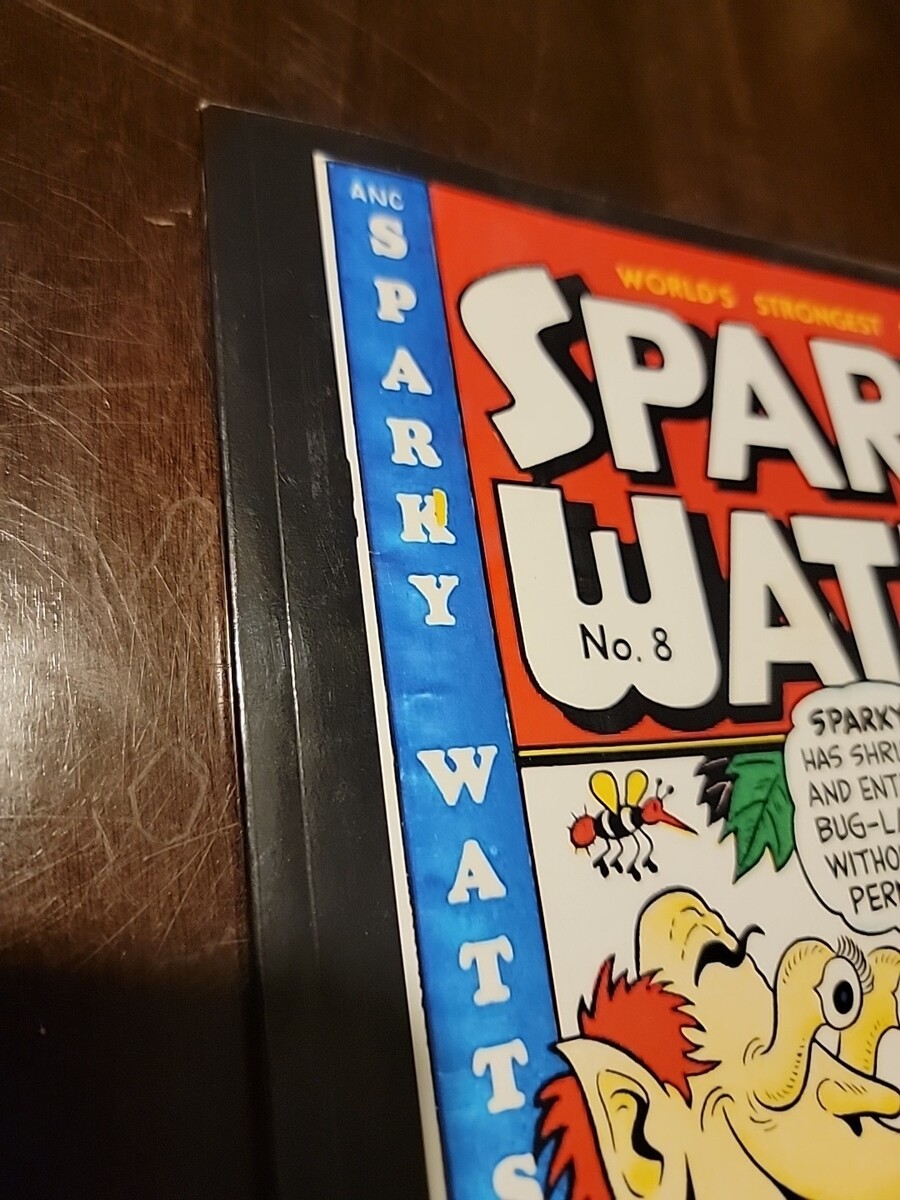 ANC
SPARKY WATTS
WORLD'S STRONGEST
SPAR
WAT
No. 8
SPARKY
HAS SHRU
AND ENT
BUG-LA
WITHO
PERM